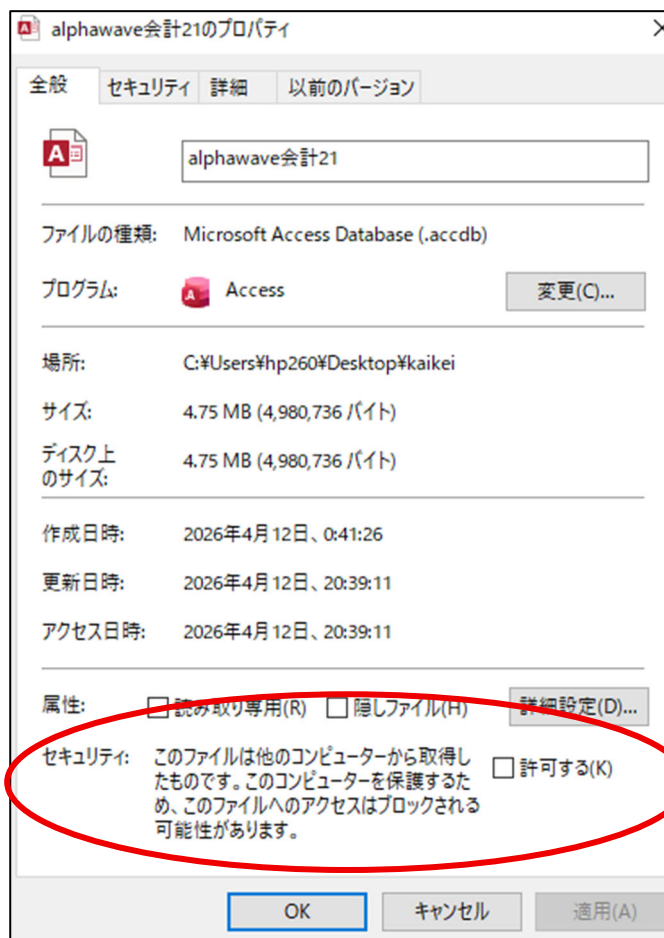 alphawave会計21のプロパティ
全般 セキュリティ 詳細 以前のバージョン
alphawave会計21
ファイルの種類: Microsoft Access Database (.accdb)
プログラム: Access 変更(C)...
場所: C:¥Users¥hp260¥Desktop¥kaikei
サイズ: 4.75 MB (4,980,736 バイト)
ディスク上
のサイズ: 4.75 MB (4,980,736 バイト)
作成日時: 2026年4月12日、0:41:26
更新日時: 2026年4月12日、20:39:11
アクセス日時: 2026年4月12日、20:39:11
属性: 読み取り専用(R) 隠しファイル(H) 詳細設定(D)...
セキュリティ: このファイルは他のコンピューターから取得し
たものです。このコンピューターを保護するた
め、このファイルへのアクセスはブロックされる
可能性があります。
許可する(K)
OK キャンセル 適用(A)